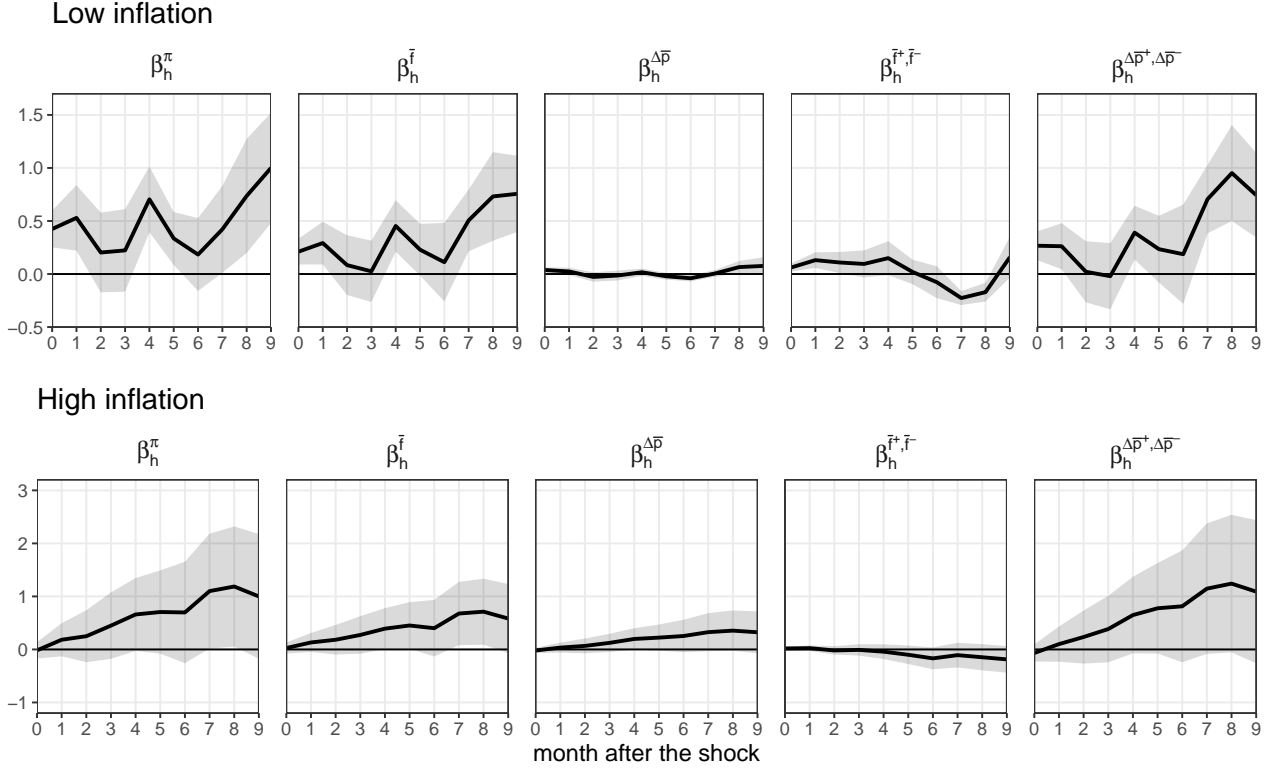 Low inflation
β_h^π β_h^f̄ β_h^Δp̄ β_h^f̄⁺,f̄⁻ β_h^Δp̄⁺,Δp̄⁻
1.5
1.0
0.5
0.0
−0.5
0 1 2 3 4 5 6 7 8 9 0 1 2 3 4 5 6 7 8 9 0 1 2 3 4 5 6 7 8 9 0 1 2 3 4 5 6 7 8 9 0 1 2 3 4 5 6 7 8 9
High inflation
β_h^π β_h^f̄ β_h^Δp̄ β_h^f̄⁺,f̄⁻ β_h^Δp̄⁺,Δp̄⁻
3
2
1
0
−1
0 1 2 3 4 5 6 7 8 9 0 1 2 3 4 5 6 7 8 9 0 1 2 3 4 5 6 7 8 9 0 1 2 3 4 5 6 7 8 9 0 1 2 3 4 5 6 7 8 9
month after the shock